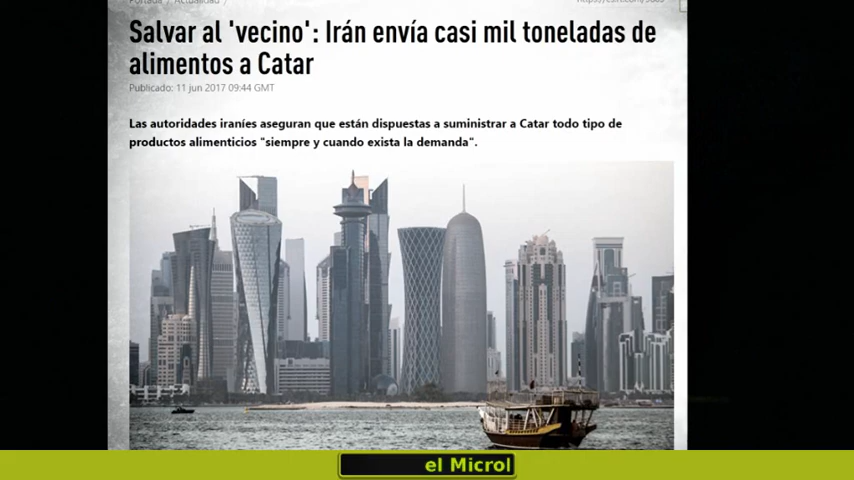 Portada / Actualidad /
Salvar al 'vecino': Irán envía casi mil toneladas de
alimentos a Catar
Publicado: 11 jun 2017 09:44 GMT
Las autoridades iraníes aseguran que están dispuestas a suministrar a Catar todo tipo de
productos alimenticios "siempre y cuando exista la demanda".
el Microl